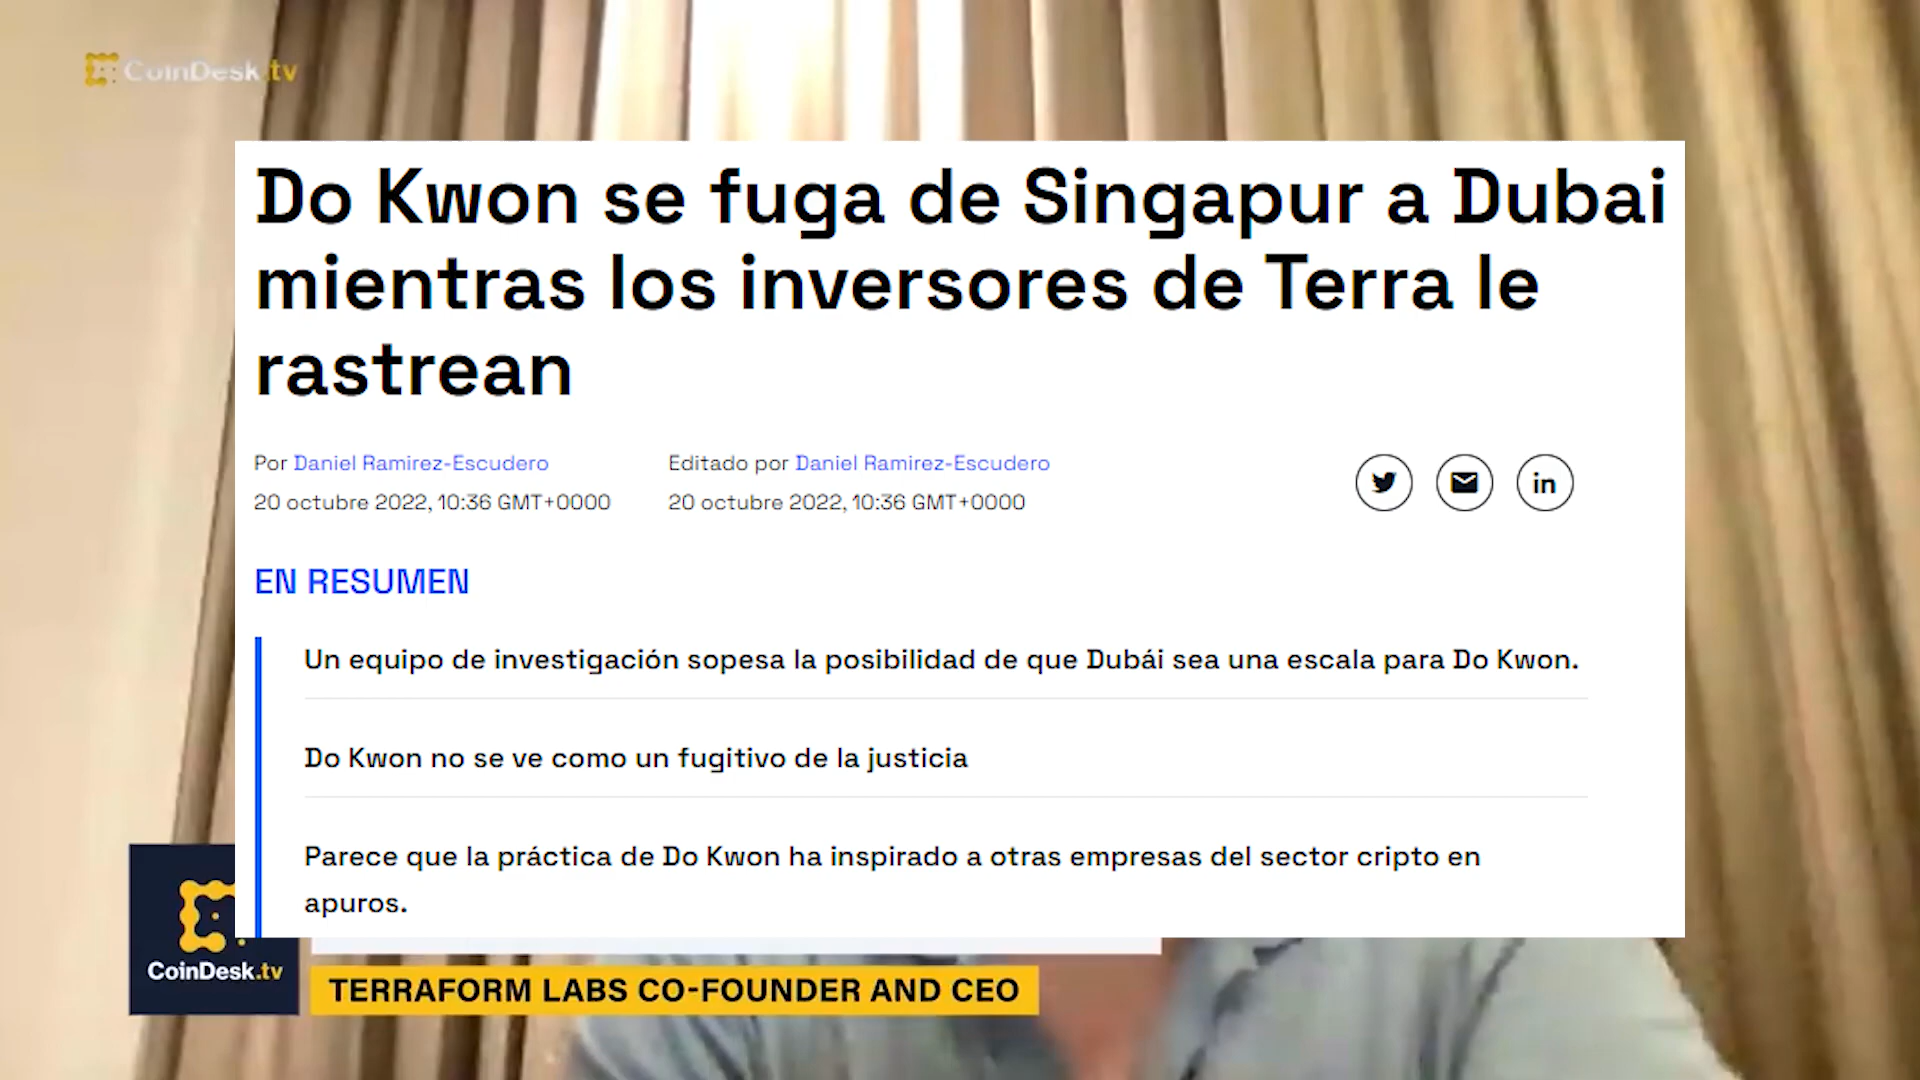 CoinDesk.tv
Do Kwon se fuga de Singapur a Dubai
mientras los inversores de Terra le
rastrean
Por Daniel Ramirez-Escudero
20 octubre 2022, 10:36 GMT+0000
Editado por Daniel Ramirez-Escudero
20 octubre 2022, 10:36 GMT+0000
in
EN RESUMEN
Un equipo de investigación sopesa la posibilidad de que Dubái sea una escala para Do Kwon.
Do Kwon no se ve como un fugitivo de la justicia
Parece que la práctica de Do Kwon ha inspirado a otras empresas del sector cripto en
apuros.
CoinDesk.tv
TERRAFORM LABS CO-FOUNDER AND CEO